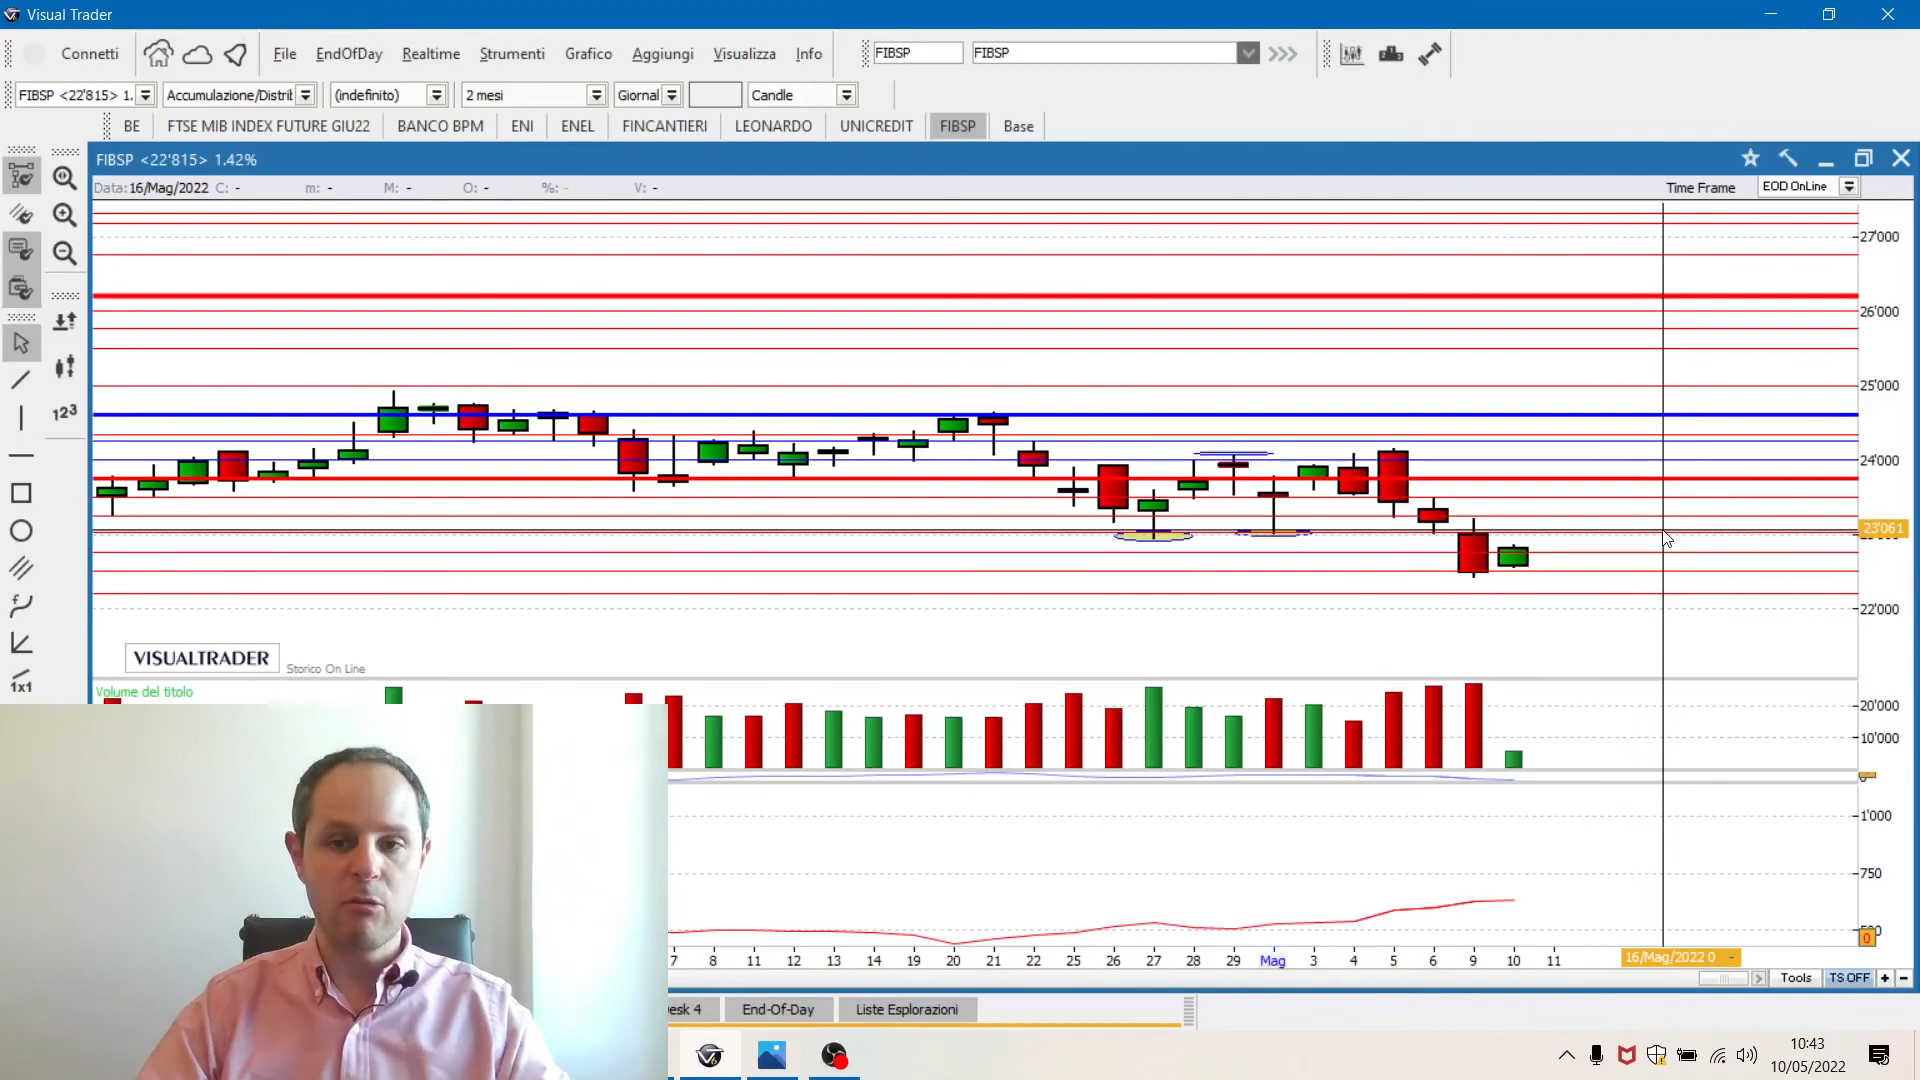 Visual Trader
Connetti File EndOfDay Realtime Strumenti Grafico Aggiungi Visualizza Info FIBSP FIBSP
FIBSP <22'815> 1. Accumulazione/Distrib (indefinito) 2 mesi Giornal Candle
BE FTSE MIB INDEX FUTURE GIU22 BANCO BPM ENI ENEL FINCANTIERI LEONARDO UNICREDIT FIBSP Base
FIBSP <22'815> 1.42%
Data: 16/Mag/2022 C: - m: - M: - O: - %: - V: - Time Frame EOD OnLine
27'000
26'000
25'000
24'000
23'061
22'000
123
1x1
VISUALTRADER Storico On Line
Volume del titolo
20'000
10'000
1'000
750
0
7 8 11 12 13 14 19 20 21 22 25 26 27 28 29 Mag 3 4 5 6 9 10 11 16/Mag/2022 0 -
Tools TS OFF + -
esk 4 End-Of-Day Liste Esplorazioni
10:43
10/05/2022